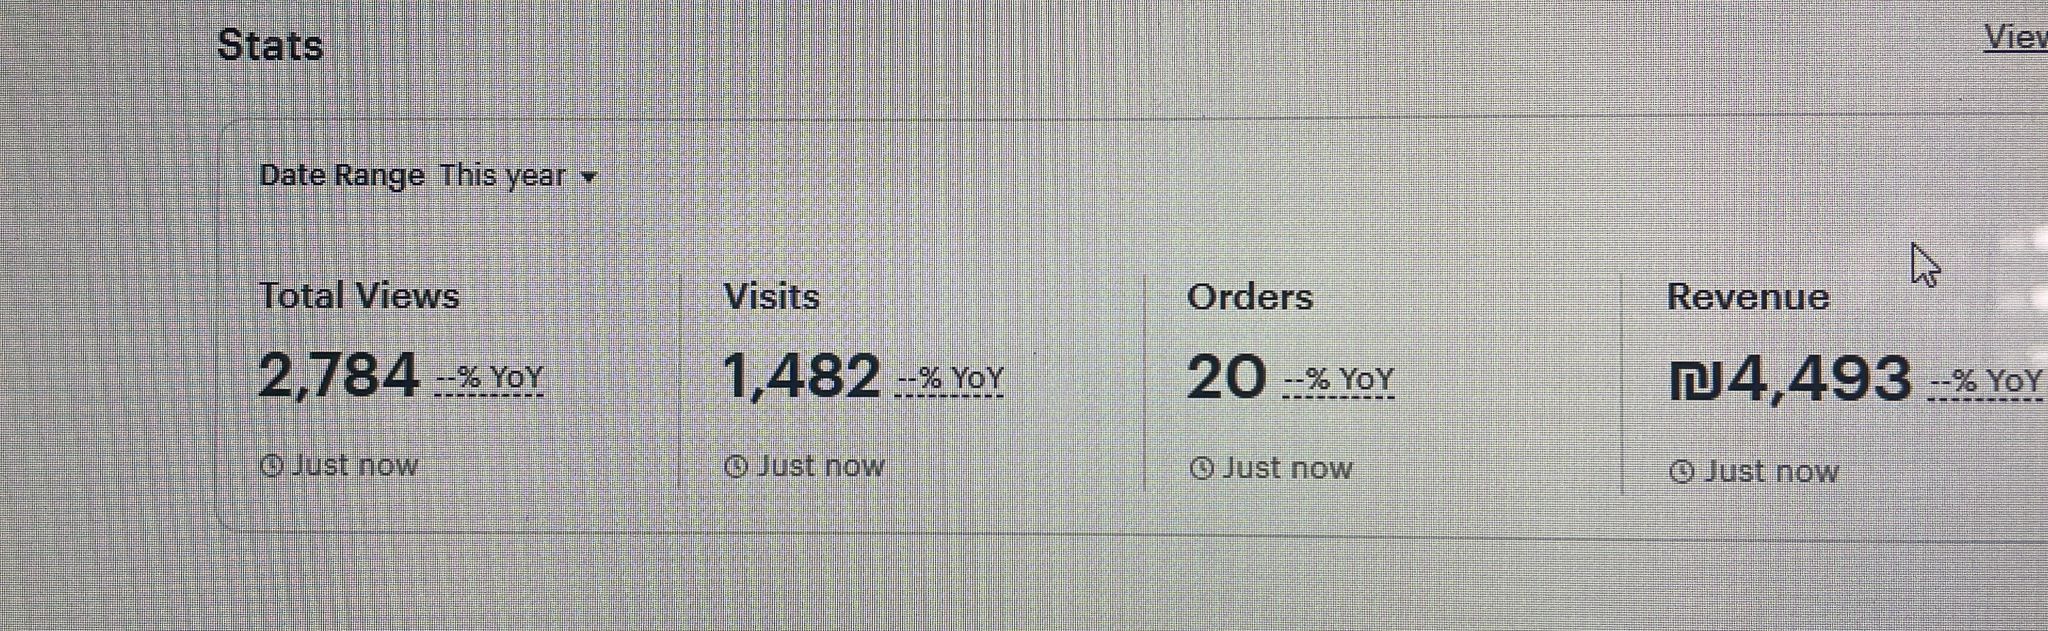 Stats
View
Date Range This year
Total Views
2,784 --% YoY
Just now
Visits
1,482 --% YoY
Just now
Orders
20 --% YoY
Just now
Revenue
₪4,493 --% YoY
Just now